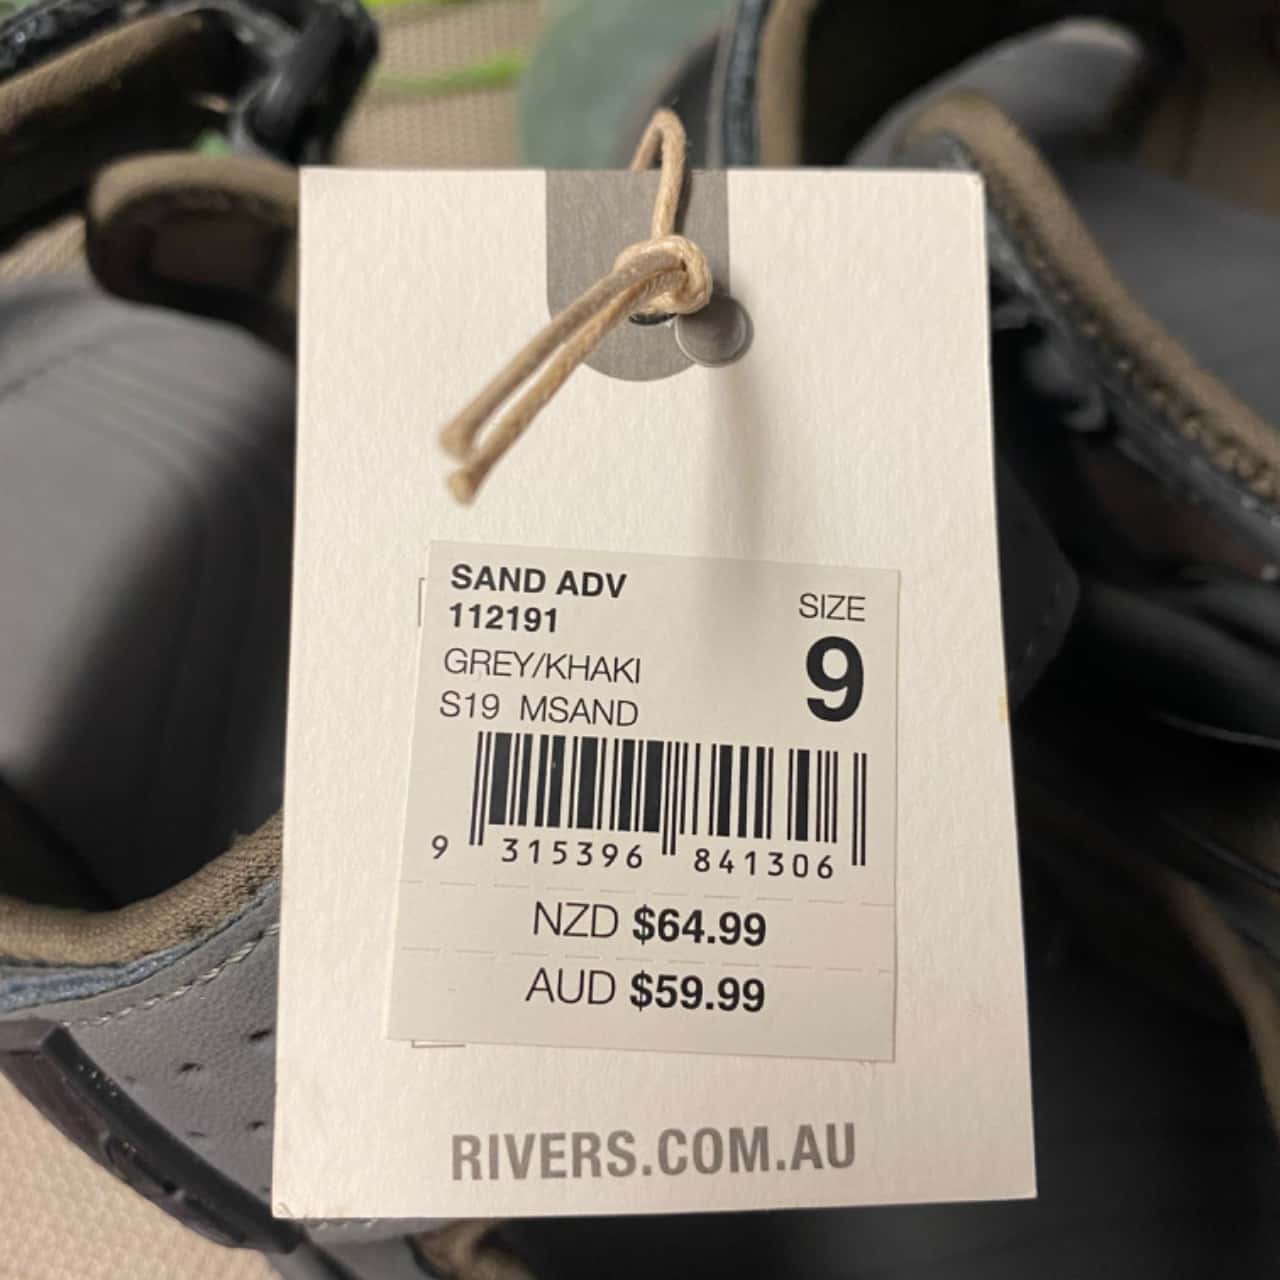 SAND ADV
112191
SIZE
9
GREY/KHAKI
S19 MSAND
9 315396 841306
NZD $64.99
AUD $59.99
RIVERS.COM.AU